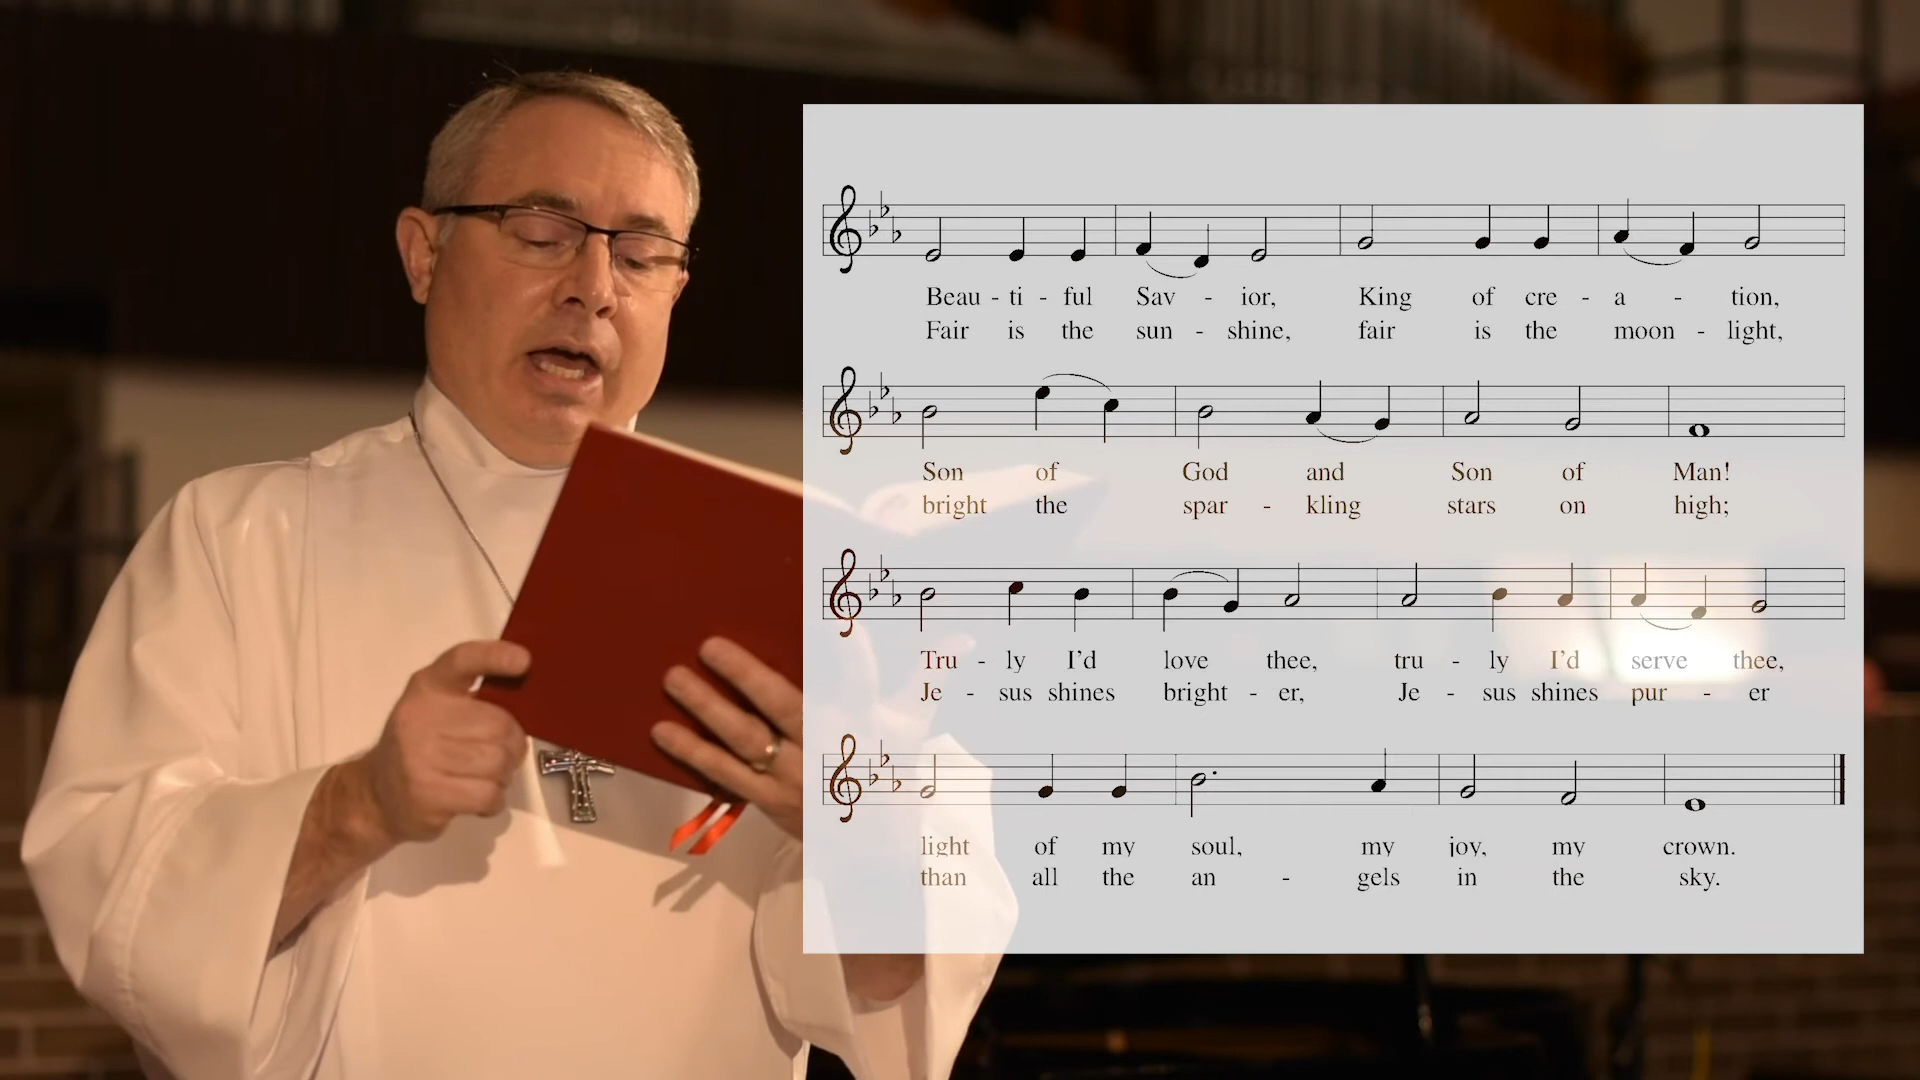 Beau - ti - ful Sav - ior, King of cre - a - tion,
Fair is the sun - shine, fair is the moon - light,
Son of God and Son of Man!
bright the spar - kling stars on high;
Tru - ly I'd love thee, tru - ly I'd serve thee,
Je - sus shines bright - er, Je - sus shines pur - er
light of my soul, my joy, my crown.
than all the an - gels in the sky.